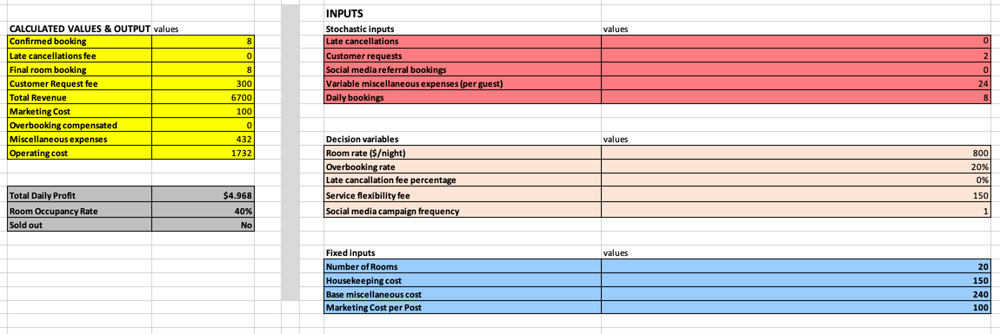 CALCULATED VALUES & OUTPUT values
Confirmed booking 8
Late cancellations fee 0
Final room booking 8
Customer Request fee 300
Total Revenue 6700
Marketing Cost 100
Overbooking compensated 0
Miscellaneous expenses 432
Operating cost 1732
Total Daily Profit $4.968
Room Occupancy Rate 40%
Sold out No
INPUTS
Stochastic inputs values
Late cancellations 0
Customer requests 2
Social media referral bookings 0
Variable miscellaneous expenses (per guest) 24
Daily bookings 8
Decision variables values
Room rate ($/night) 800
Overbooking rate 20%
Late cancallation fee percentage 0%
Service flexibility fee 150
Social media campaign frequency 1
Fixed inputs values
Number of Rooms 20
Housekeeping cost 150
Base miscellaneous cost 240
Marketing Cost per Post 100